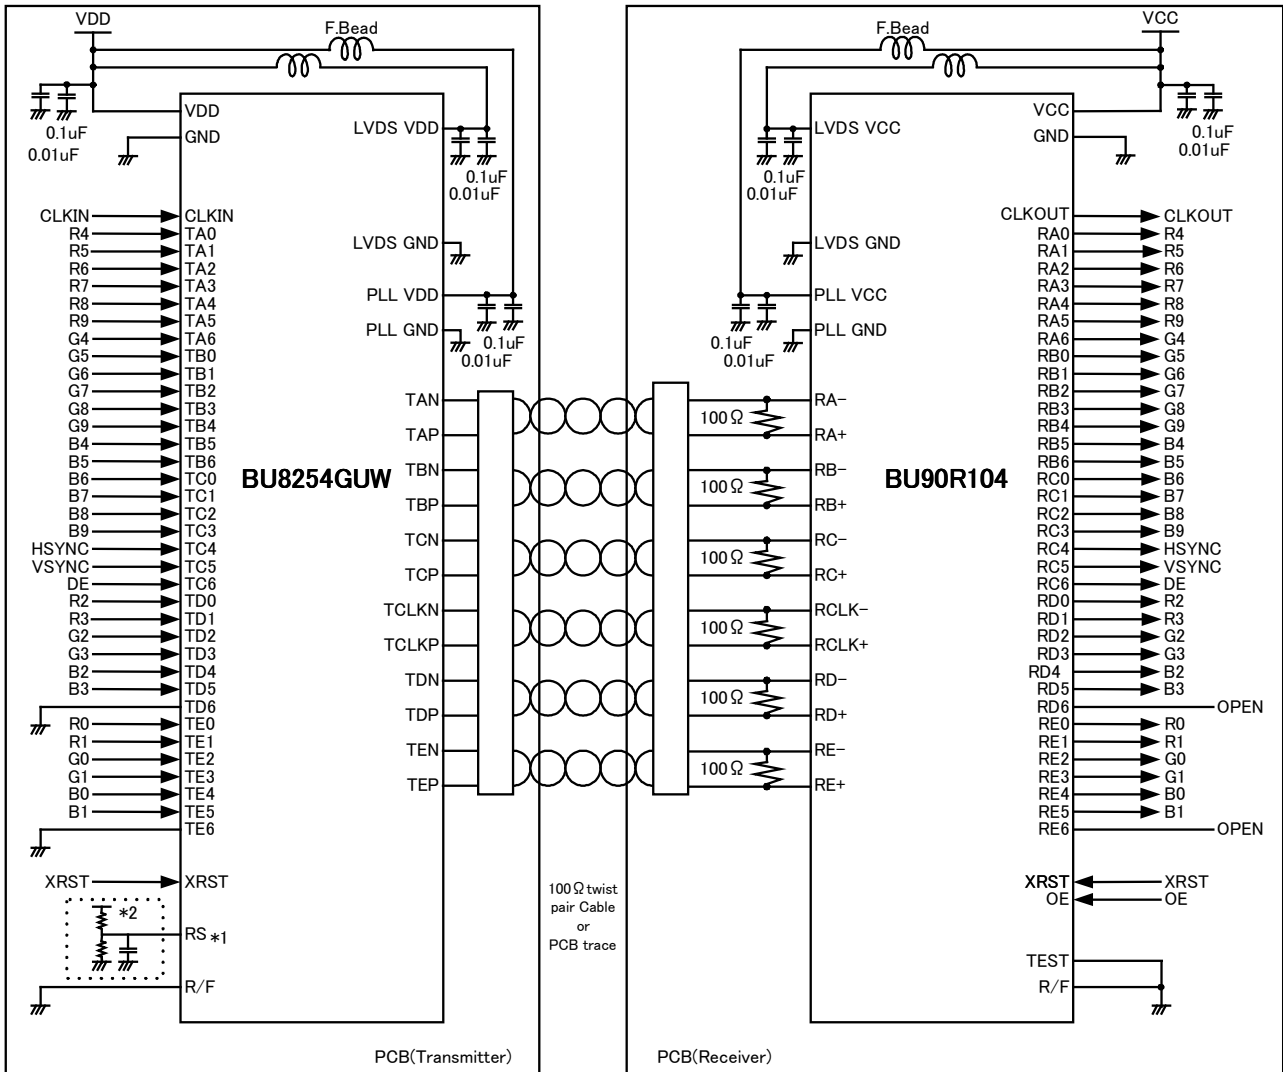 VDD
F.Bead
0.1uF
0.01uF
VDD
GND
LVDS VDD
0.1uF
0.01uF
LVDS GND
PLL VDD
PLL GND
0.1uF
0.01uF
CLKIN CLKIN
R4 TA0
R5 TA1
R6 TA2
R7 TA3
R8 TA4
R9 TA5
G4 TA6
G5 TB0
G6 TB1
G7 TB2
G8 TB3
G9 TB4
B4 TB5
B5 TB6
B6 TC0
B7 TC1
B8 TC2
B9 TC3
HSYNC TC4
VSYNC TC5
DE TC6
R2 TD0
R3 TD1
G2 TD2
G3 TD3
B2 TD4
B3 TD5
TD6
R0 TE0
R1 TE1
G0 TE2
G1 TE3
B0 TE4
B1 TE5
TE6
XRST XRST
*2
RS *1
R/F
BU8254GUW
TAN
TAP
TBN
TBP
TCN
TCP
TCLKN
TCLKP
TDN
TDP
TEN
TEP
PCB(Transmitter)
100Ω twist
pair Cable
or
PCB trace
VCC
F.Bead
0.1uF
0.01uF
VCC
GND
LVDS VCC
0.1uF
0.01uF
LVDS GND
PLL VCC
PLL GND
0.1uF
0.01uF
100Ω
100Ω
100Ω
100Ω
100Ω
100Ω
RA-
RA+
RB-
RB+
RC-
RC+
RCLK-
RCLK+
RD-
RD+
RE-
RE+
BU90R104
CLKOUT CLKOUT
RA0 R4
RA1 R5
RA2 R6
RA3 R7
RA4 R8
RA5 R9
RA6 G4
RB0 G5
RB1 G6
RB2 G7
RB3 G8
RB4 G9
RB5 B4
RB6 B5
RC0 B6
RC1 B7
RC2 B8
RC3 B9
RC4 HSYNC
RC5 VSYNC
RC6 DE
RD0 R2
RD1 R3
RD2 G2
RD3 G3
RD4 B2
RD5 B3
RD6 OPEN
RE0 R0
RE1 R1
RE2 G0
RE3 G1
RE4 B0
RE5 B1
RE6 OPEN
XRST XRST
OE OE
TEST
R/F
PCB(Receiver)